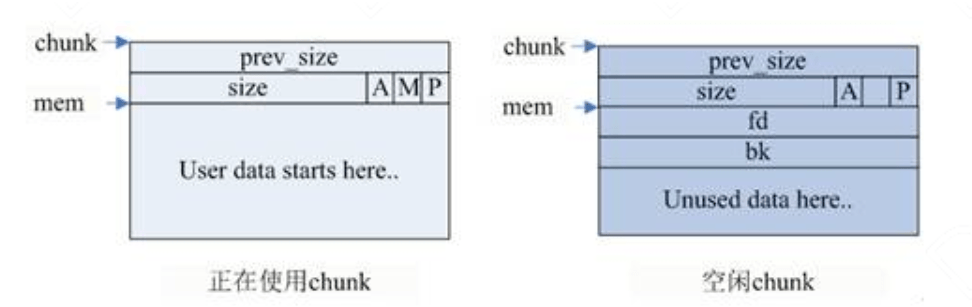 chunk
prev_size
size A M P
mem
User data starts here..
正在使用chunk
chunk
prev_size
size A P
mem
fd
bk
Unused data here..
空闲chunk